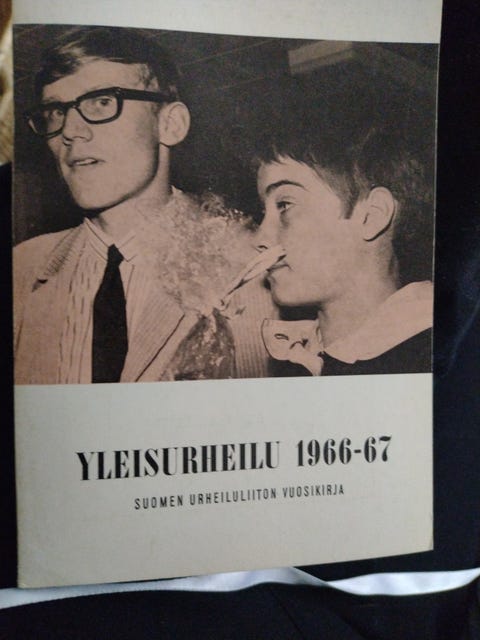 YLEISURHEILU 1966-67
SUOMEN URHEILULIITON VUOSIKIRJA